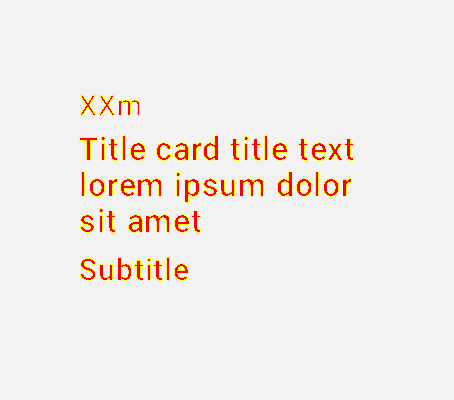 XXm
Title card title text
lorem ipsum dolor
sit amet
Subtitle